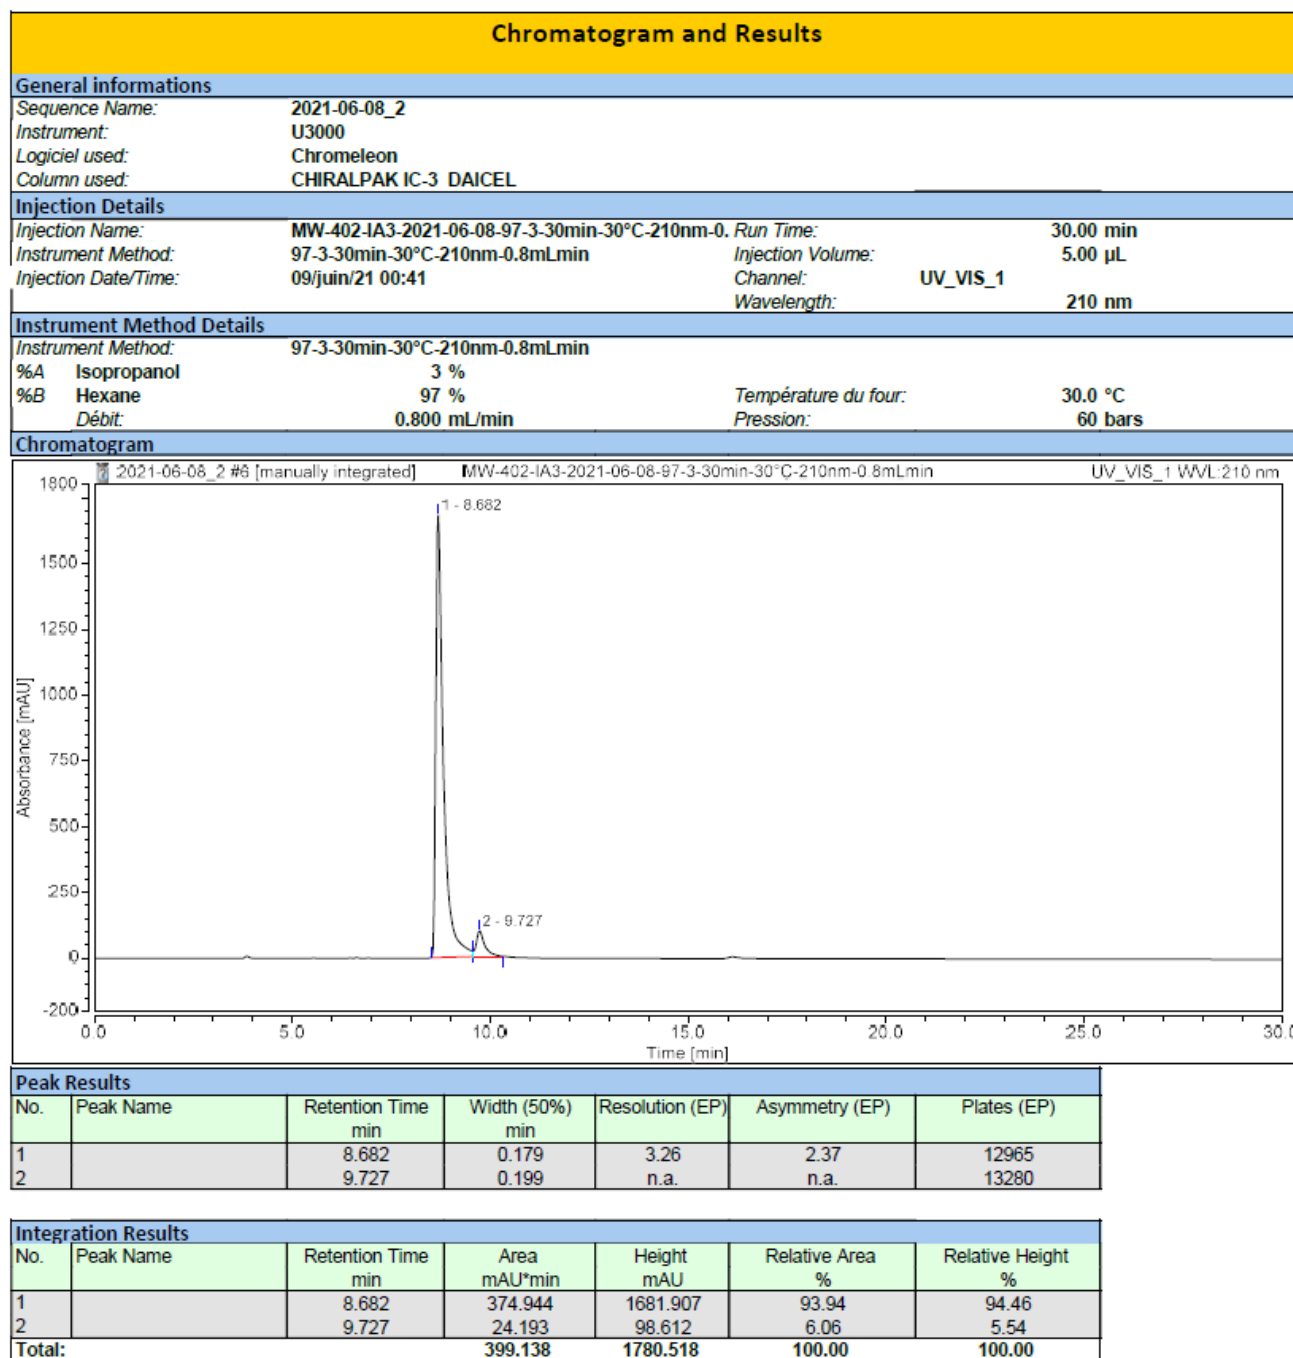 Chromatogram and Results
General informations
Sequence Name: 2021-06-08_2
Instrument: U3000
Logiciel used: Chromeleon
Column used: CHIRALPAK IC-3 DAICEL
Injection Details
Injection Name: MW-402-IA3-2021-06-08-97-3-30min-30°C-210nm-0. Run Time: 30.00 min
Instrument Method: 97-3-30min-30°C-210nm-0.8mLmin Injection Volume: 5.00 µL
Injection Date/Time: 09/juin/21 00:41 Channel: UV_VIS_1
Wavelength: 210 nm
Instrument Method Details
Instrument Method: 97-3-30min-30°C-210nm-0.8mLmin
%A Isopropanol 3 %
%B Hexane 97 % Température du four: 30.0 °C
Débit: 0.800 mL/min Pression: 60 bars
Chromatogram
2021-06-08_2 #6 [manually integrated] MW-402-IA3-2021-06-08-97-3-30min-30°C-210nm-0.8mLmin UV_VIS_1 WVL:210 nm
1800
1 - 8.682
1500
1250
1000
Absorbance [mAU]
750
500
250
2 - 9.727
0
-200
0.0 5.0 10.0 15.0 20.0 25.0 30.0
Time [min]
Peak Results
No. Peak Name Retention Time Width (50%) Resolution (EP) Asymmetry (EP) Plates (EP)
min min
1 8.682 0.179 3.26 2.37 12965
2 9.727 0.199 n.a. n.a. 13280
Integration Results
No. Peak Name Retention Time Area Height Relative Area Relative Height
min mAU*min mAU % %
1 8.682 374.944 1681.907 93.94 94.46
2 9.727 24.193 98.612 6.06 5.54
Total: 399.138 1780.518 100.00 100.00